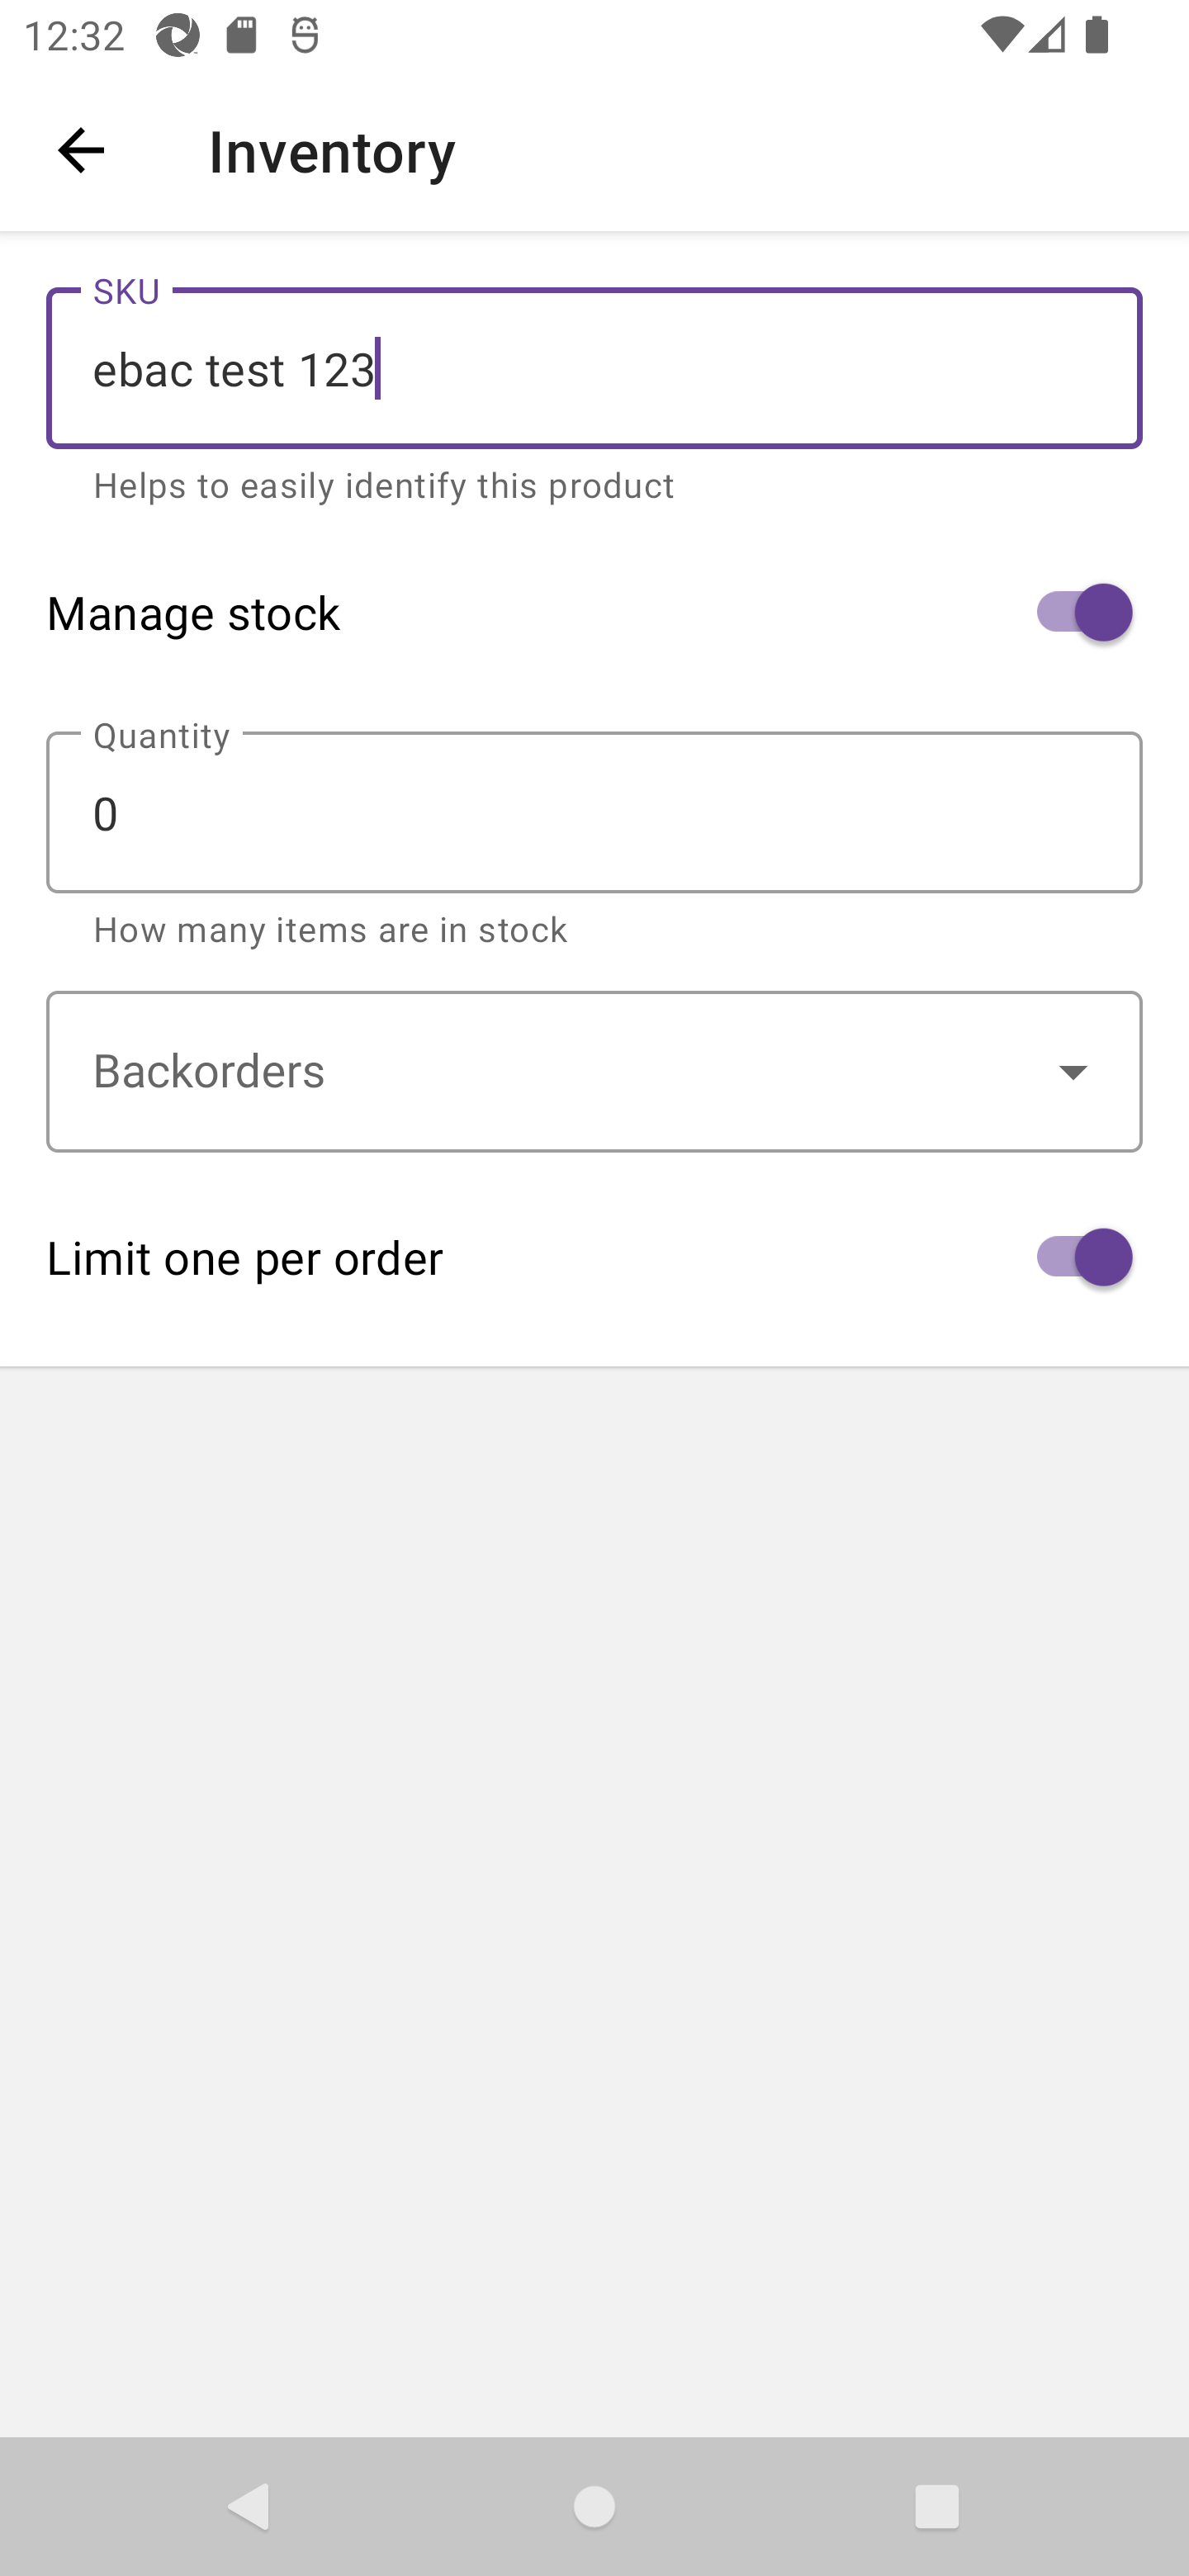 12:32
Inventory
SKU
ebac test 123
Helps to easily identify this product
Manage stock
Quantity
0
How many items are in stock
Backorders
Limit one per order